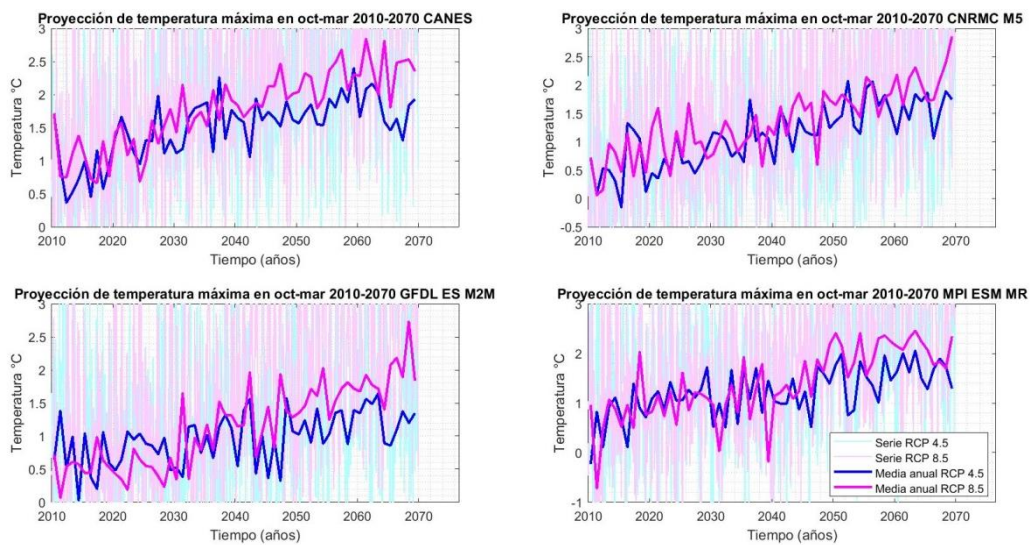 Proyección de temperatura máxima en oct-mar 2010-2070 CANES
3
2.5
2
1.5
1
0.5
0
Temperatura °C
2010 2020 2030 2040 2050 2060 2070
Tiempo (años)
Proyección de temperatura máxima en oct-mar 2010-2070 CNRMC M5
3
2.5
2
1.5
1
0.5
0
-0.5
Temperatura °C
2010 2020 2030 2040 2050 2060 2070
Tiempo (años)
Proyección de temperatura máxima en oct-mar 2010-2070 GFDL ES M2M
3
2.5
2
1.5
1
0.5
0
Temperatura °C
2010 2020 2030 2040 2050 2060 2070
Tiempo (años)
Proyección de temperatura máxima en oct-mar 2010-2070 MPI ESM MR
3
2
1
0
-1
Temperatura °C
Serie RCP 4.5
Serie RCP 8.5
Media anual RCP 4.5
Media anual RCP 8.5
2010 2020 2030 2040 2050 2060 2070
Tiempo (años)